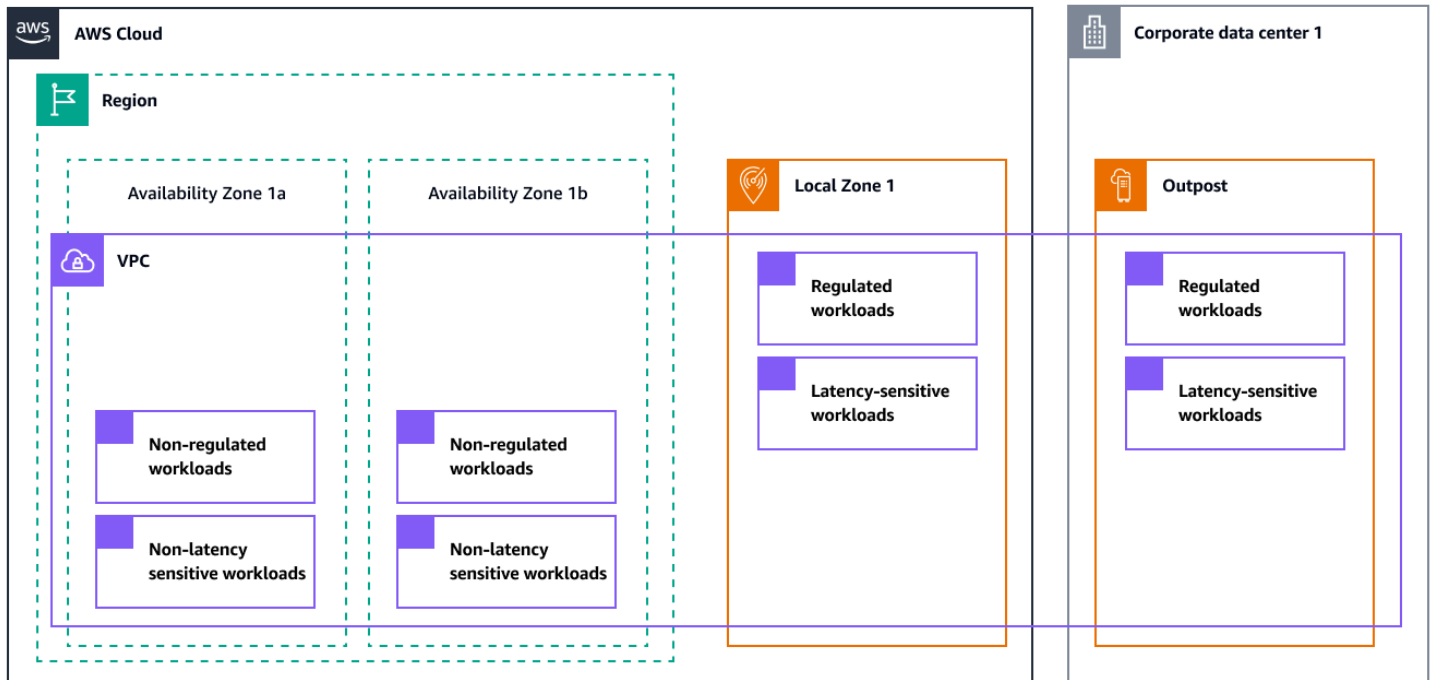 aws
AWS Cloud
Corporate data center 1
Region
Availability Zone 1a
Availability Zone 1b
Local Zone 1
Outpost
VPC
Regulated
workloads
Regulated
workloads
Latency-sensitive
workloads
Latency-sensitive
workloads
Non-regulated
workloads
Non-regulated
workloads
Non-latency
sensitive workloads
Non-latency
sensitive workloads